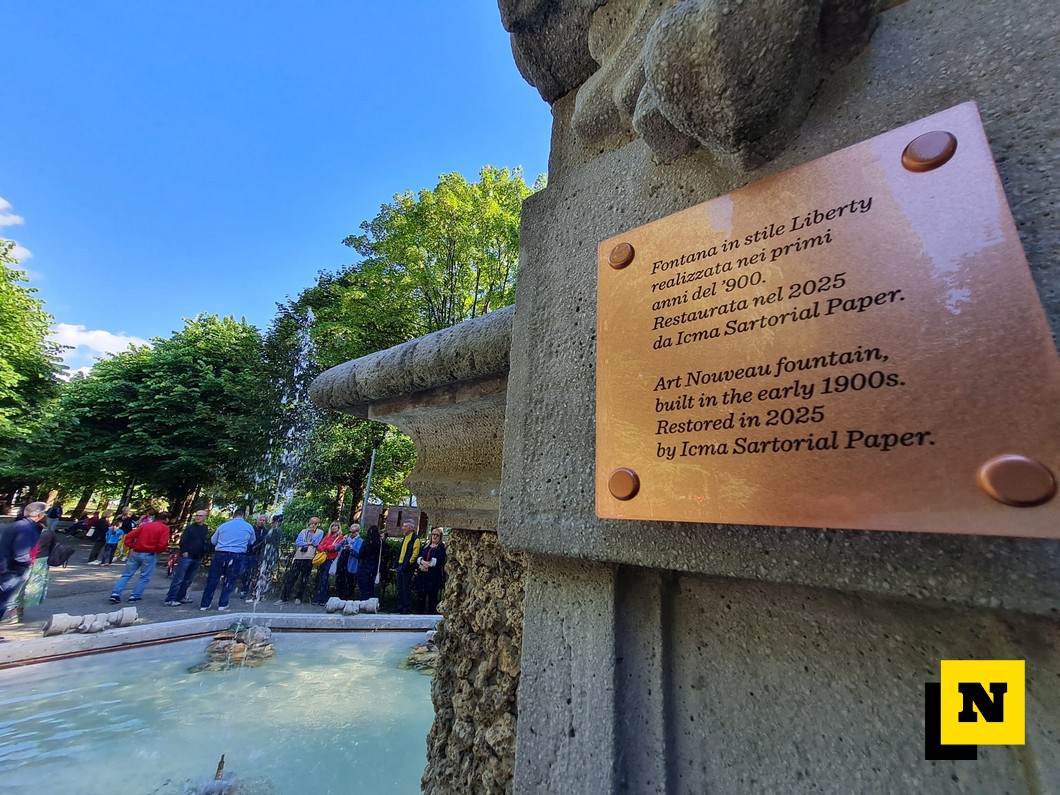 Fontana in stile Liberty
realizzata nei primi
anni del '900.
Restaurata nel 2025
da Icma Sartorial Paper.
Art Nouveau fountain,
built in the early 1900s.
Restored in 2025
by Icma Sartorial Paper.
N